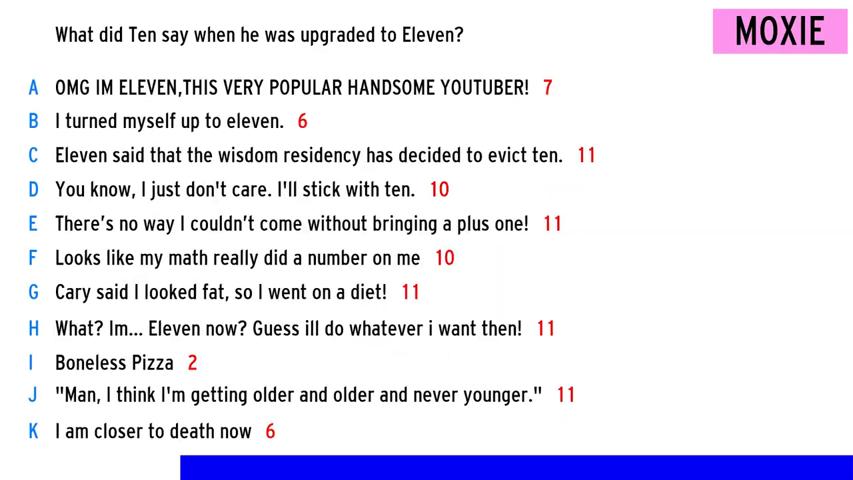 What did Ten say when he was upgraded to Eleven?
MOXIE
A OMG IM ELEVEN,THIS VERY POPULAR HANDSOME YOUTUBER! 7
B I turned myself up to eleven. 6
C Eleven said that the wisdom residency has decided to evict ten. 11
D You know, I just don't care. I'll stick with ten. 10
E There’s no way I couldn’t come without bringing a plus one! 11
F Looks like my math really did a number on me 10
G Cary said I looked fat, so I went on a diet! 11
H What? Im... Eleven now? Guess ill do whatever i want then! 11
I Boneless Pizza 2
J "Man, I think I'm getting older and older and never younger." 11
K I am closer to death now 6